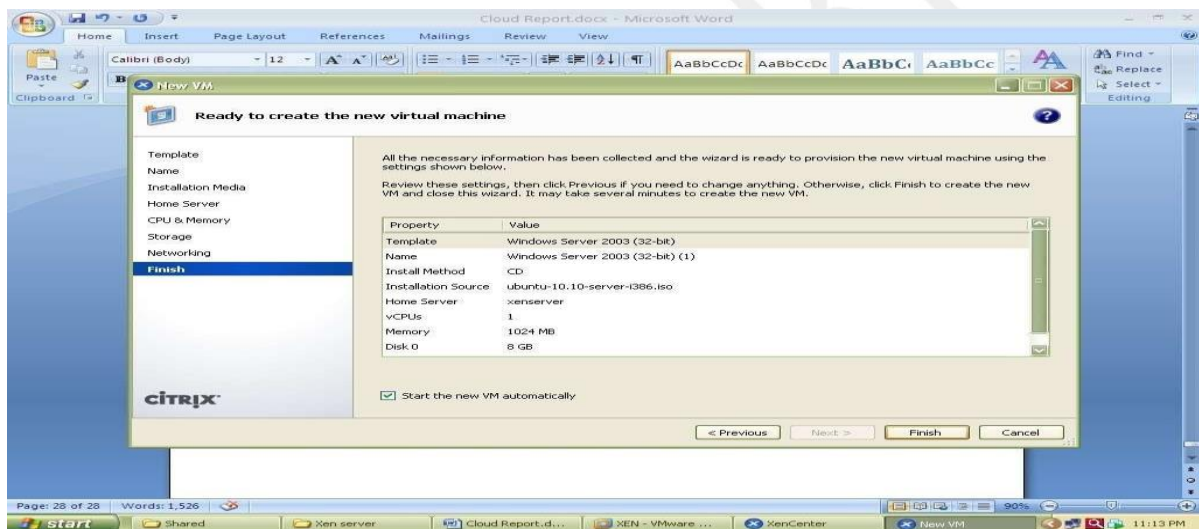 Cloud Report.docx - Microsoft Word
Home Insert Page Layout References Mailings Review View
Calibri (Body) 12
AaBbCcDc AaBbCcDc AaBbC AaBbCc
Find
Replace
Select
Paste
Clipboard
Editing
New VM
Ready to create the new virtual machine
Template
Name
Installation Media
Home Server
CPU & Memory
Storage
Networking
Finish
CITRIX
All the necessary information has been collected and the wizard is ready to provision the new virtual machine using the
settings shown below.
Review these settings, then click Previous if you need to change anything. Otherwise, click Finish to create the new
VM and close this wizard. It may take several minutes to create the new VM.
Property Value
Template Windows Server 2003 (32-bit)
Name Windows Server 2003 (32-bit) (1)
Install Method CD
Installation Source ubuntu-10.10-server-i386.iso
Home Server xenserver
vCPUs 1
Memory 1024 MB
Disk 0 8 GB
Start the new VM automatically
< Previous Next > Finish Cancel
Page: 28 of 28 Words: 1,526 90%
start Shared Xen server Cloud Report.d... XEN - VMware ... XenCenter New VM 11:13 PM